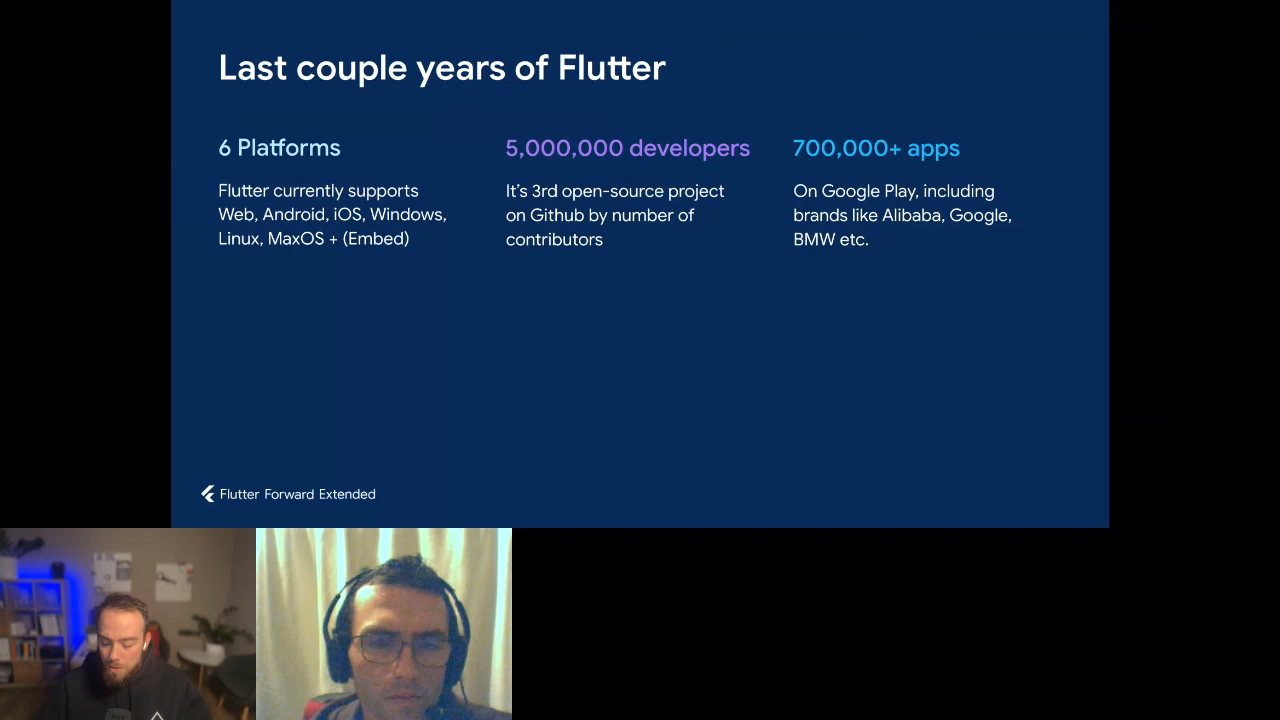 Last couple years of Flutter
6 Platforms
Flutter currently supports
Web, Android, iOS, Windows,
Linux, MaxOS + (Embed)
5,000,000 developers
It’s 3rd open-source project
on Github by number of
contributors
700,000+ apps
On Google Play, including
brands like Alibaba, Google,
BMW etc.
Flutter Forward Extended